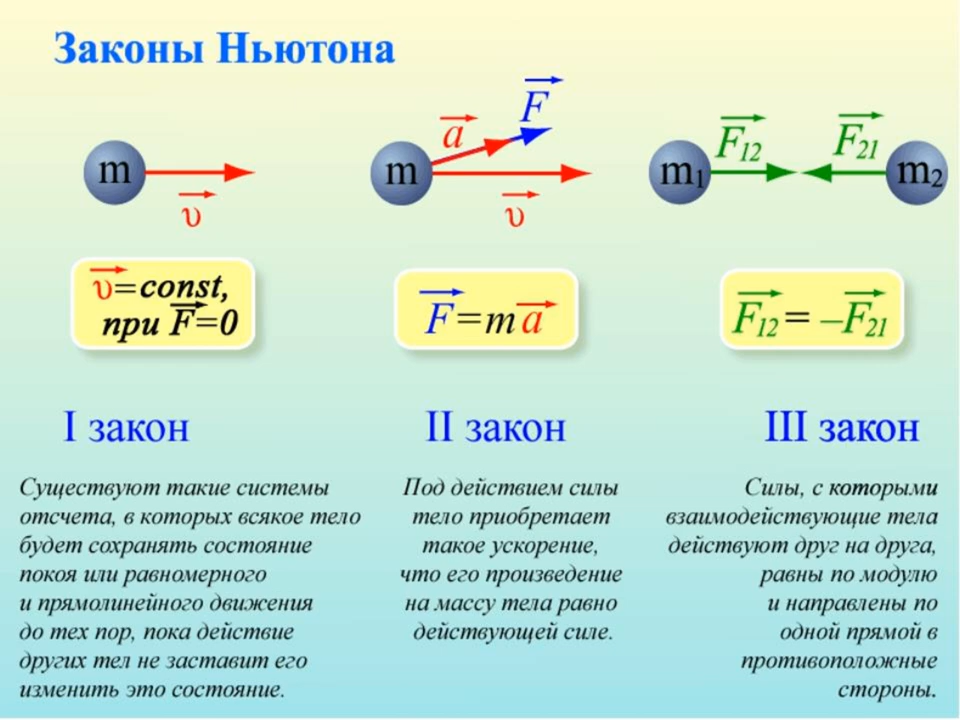 Законы Ньютона
m
υ
m
a
F
υ
m₁
F₁₂
F₂₁
m₂
υ=const,
при F=0
F=ma
F₁₂ = –F₂₁
I закон
Существуют такие системы
отсчета, в которых всякое тело
будет сохранять состояние
покоя или равномерного
и прямолинейного движения
до тех пор, пока действие
других тел не заставит его
изменить это состояние.
II закон
Под действием силы
тело приобретает
такое ускорение,
что его произведение
на массу тела равно
действующей силе.
III закон
Силы, с которыми
взаимодействующие тела
действуют друг на друга,
равны по модулю
и направлены по
одной прямой в
противоположные
стороны.